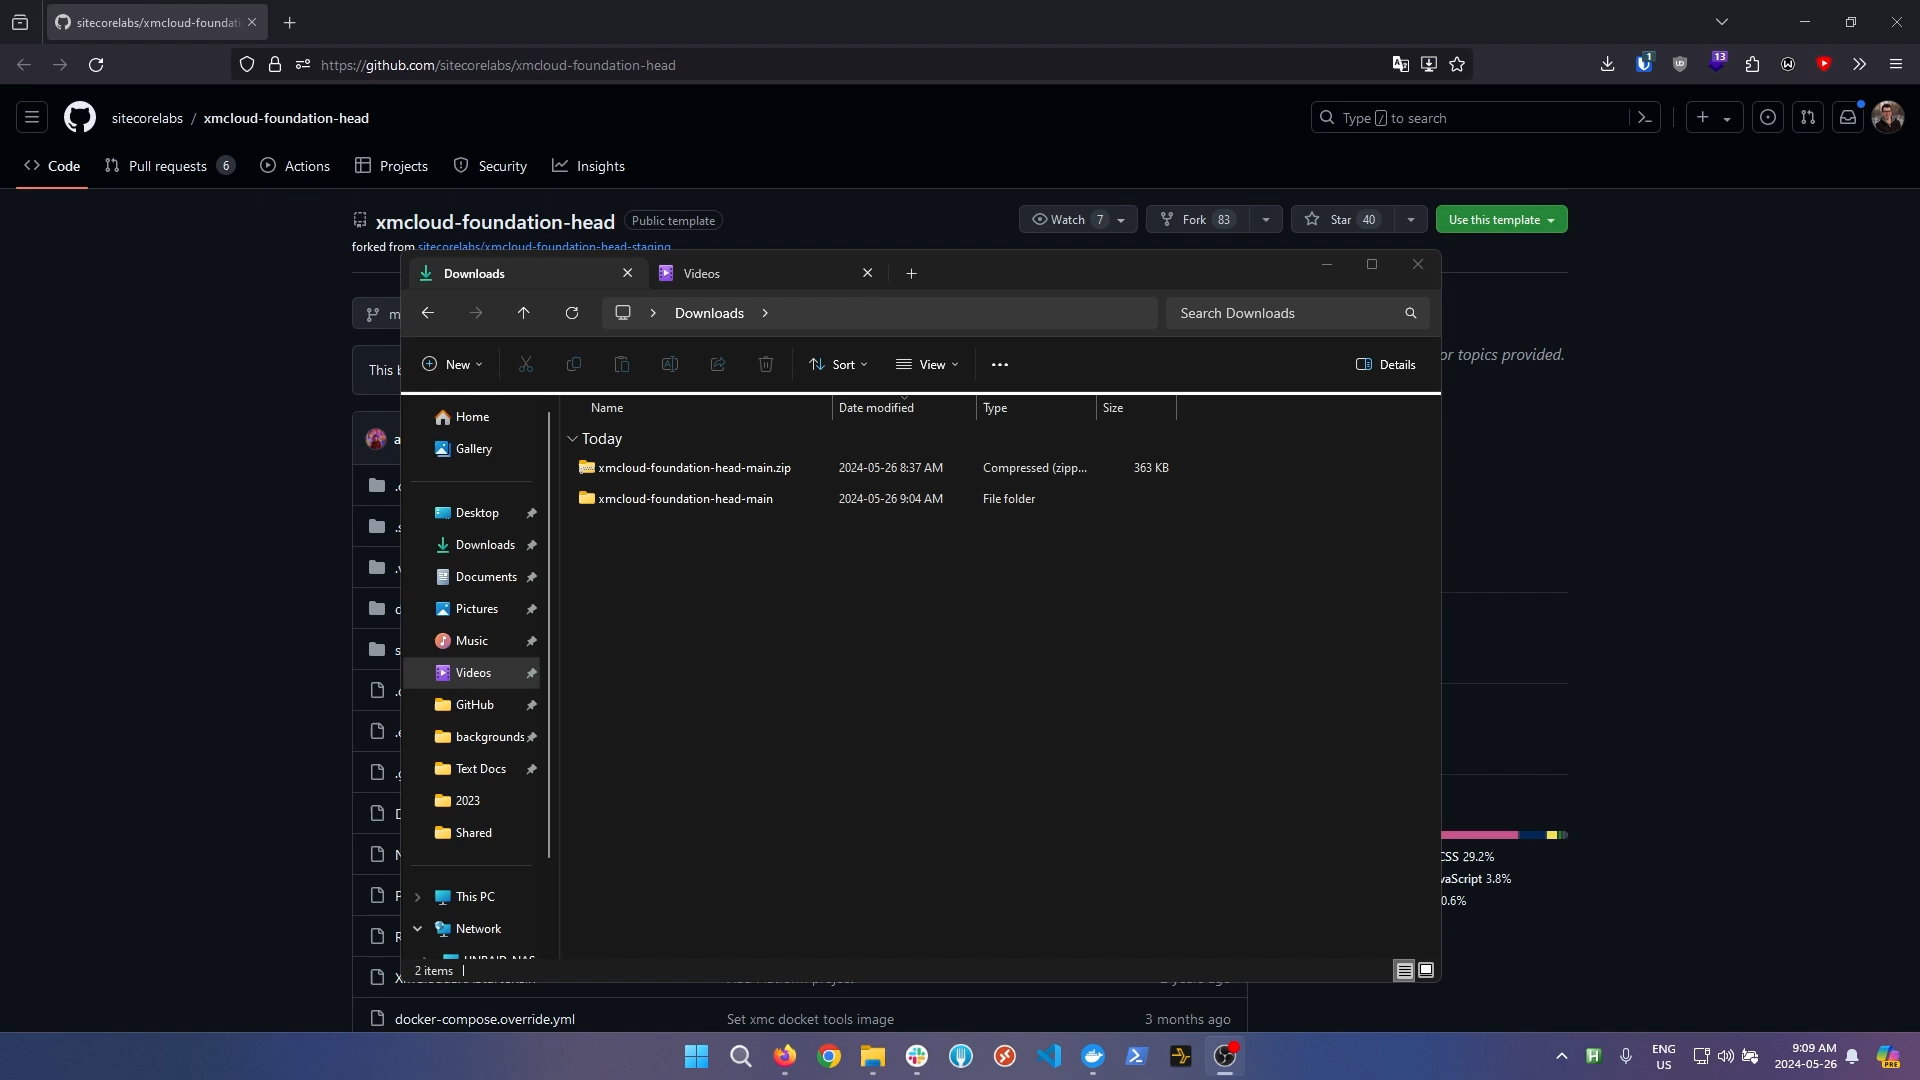 sitecorelabs/xmcloud-foundati
https://github.com/sitecorelabs/xmcloud-foundation-head
1
13
sitecorelabs / xmcloud-foundation-head
Type / to search
Code
Pull requests 6
Actions
Projects
Security
Insights
xmcloud-foundation-head
Public template
Watch 7
Fork 83
Star 40
Use this template
forked from sitecorelabs/xmcloud-foundation-head-staging
Downloads
Videos
m
Downloads
Search Downloads
or topics provided.
This b
New
Sort
View
Details
Name
Date modified
Type
Size
Home
Today
Gallery
xmcloud-foundation-head-main.zip
2024-05-26 8:37 AM
Compressed (zipp...
363 KB
xmcloud-foundation-head-main
2024-05-26 9:04 AM
File folder
Desktop
Downloads
Documents
Pictures
Music
Videos
GitHub
backgrounds
Text Docs
2023
Shared
CSS 29.2%
vaScript 3.8%
0.6%
This PC
Network
2 items
docker-compose.override.yml
Set xmc docket tools image
3 months ago
ENG
US
9:09 AM
2024-05-26
PRE